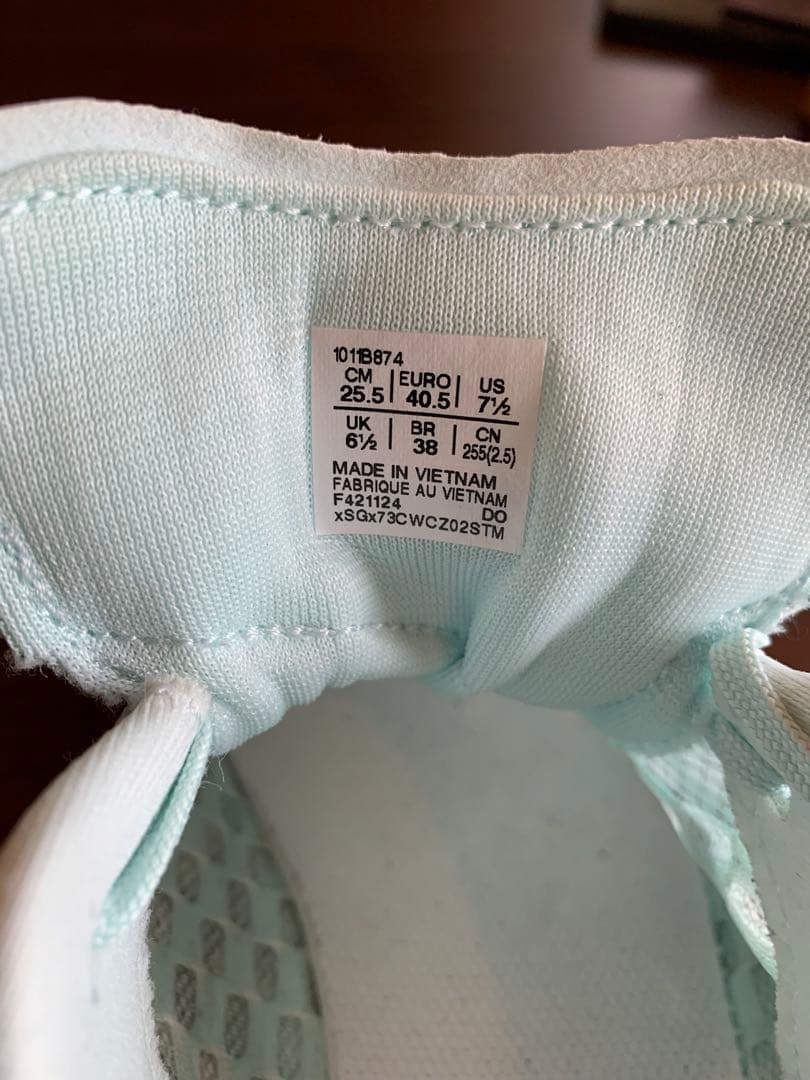 1011B874
CM | EURO | US
25.5 | 40.5 | 7½
UK | BR | CN
6½ | 38 | 255(2.5)
MADE IN VIETNAM
FABRIQUE AU VIETNAM
F421124 DO
xSGx73CWCZ02STM